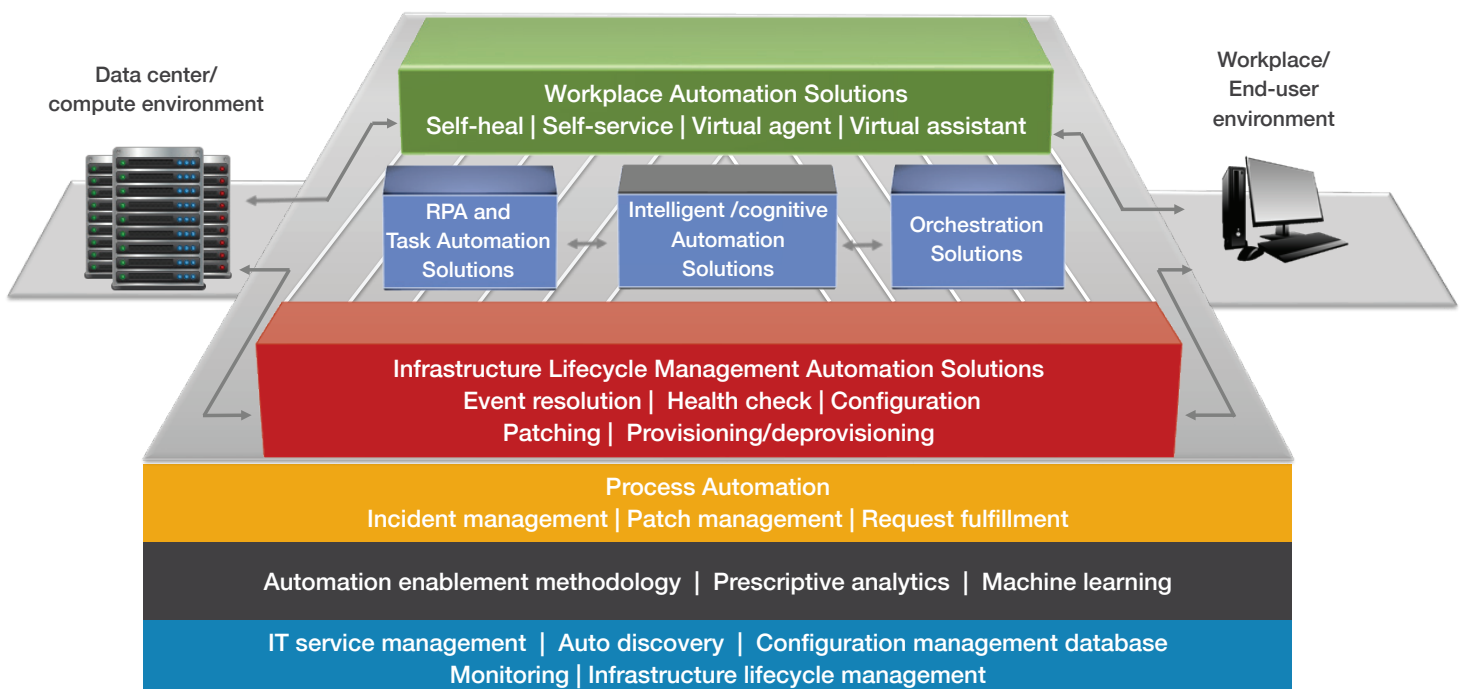 Data center/
compute environment
Workplace/
End-user
environment
Workplace Automation Solutions
Self-heal | Self-service | Virtual agent | Virtual assistant
RPA and
Task Automation
Solutions
Intelligent /cognitive
Automation
Solutions
Orchestration
Solutions
Infrastructure Lifecycle Management Automation Solutions
Event resolution | Health check | Configuration
Patching | Provisioning/deprovisioning
Process Automation
Incident management | Patch management | Request fulfillment
Automation enablement methodology | Prescriptive analytics | Machine learning
IT service management | Auto discovery | Configuration management database
Monitoring | Infrastructure lifecycle management